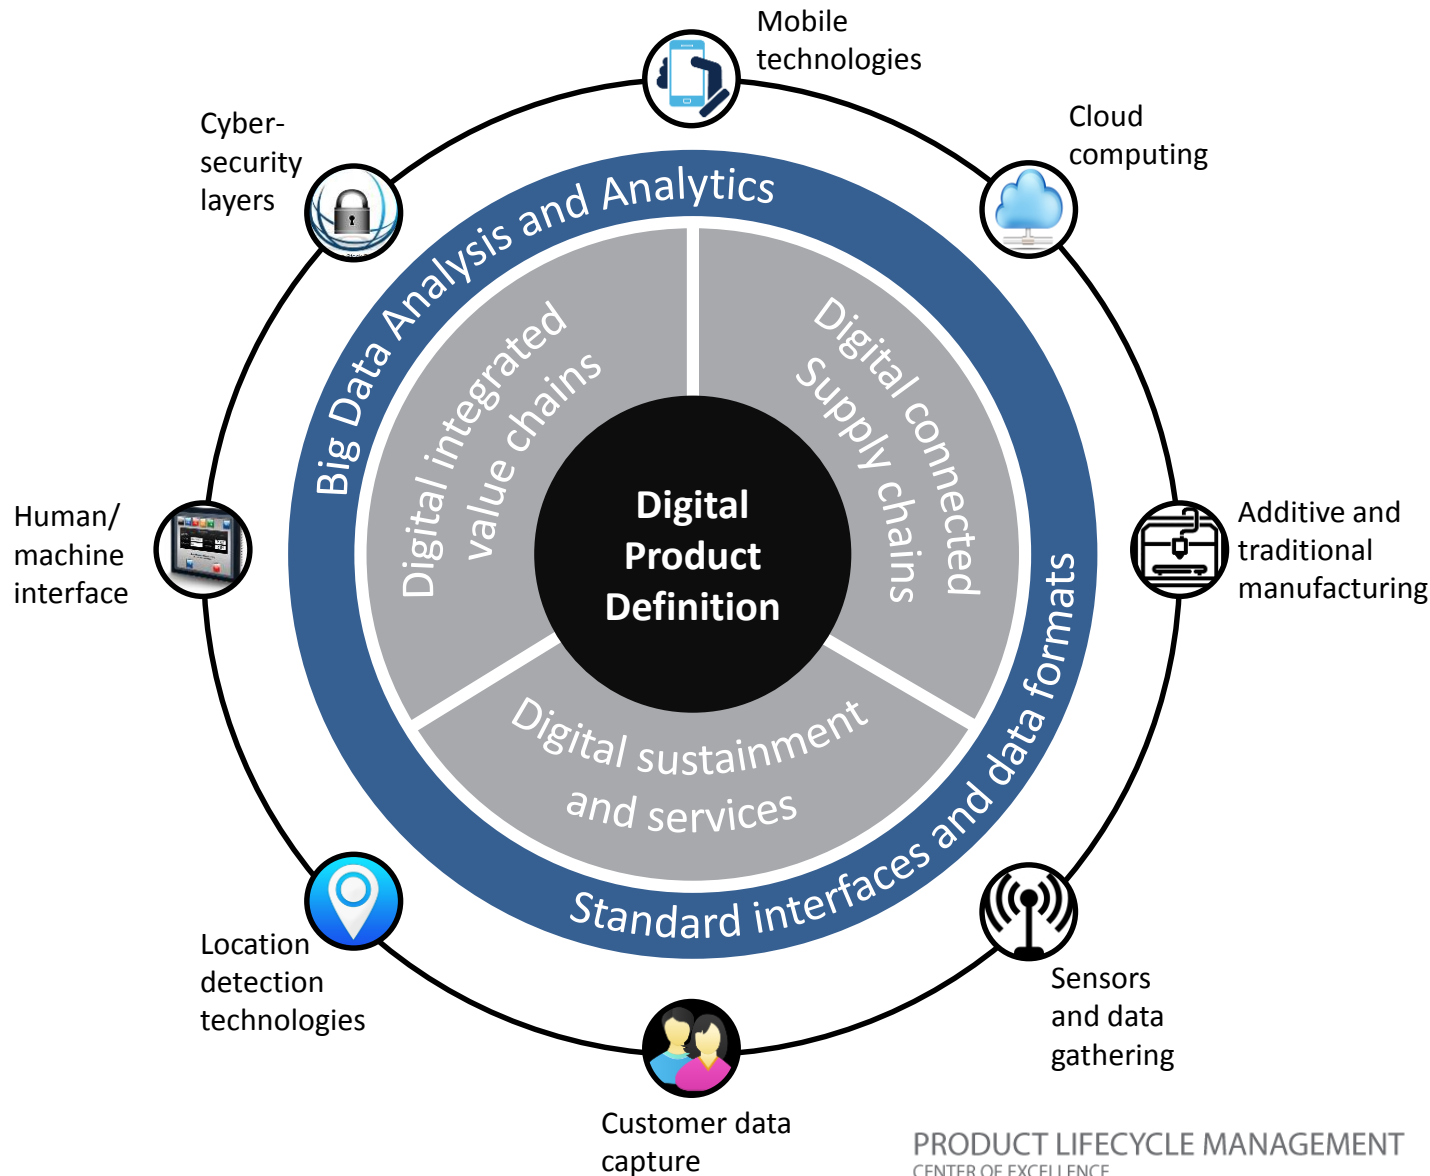 Mobile
technologies
Cloud
computing
Cyber-
security
layers
Big Data Analysis and Analytics
Digital integrated
value chains
Digital connected
Supply chains
Digital
Product
Definition
Human/
machine
interface
Additive and
traditional
manufacturing
Digital sustainment
and services
Standard interfaces and data formats
Location
detection
technologies
Sensors
and data
gathering
Customer data
capture
PRODUCT LIFECYCLE MANAGEMENT
CENTER OF EXCELLENCE